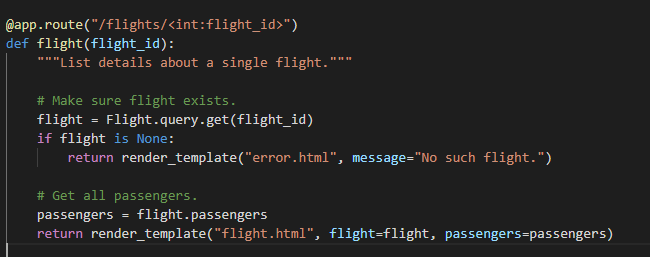 @app.route("/flights/<int:flight_id>")
def flight(flight_id):
    """List details about a single flight."""
    # Make sure flight exists.
    flight = Flight.query.get(flight_id)
    if flight is None:
        return render_template("error.html", message="No such flight.")
    # Get all passengers.
    passengers = flight.passengers
    return render_template("flight.html", flight=flight, passengers=passengers)